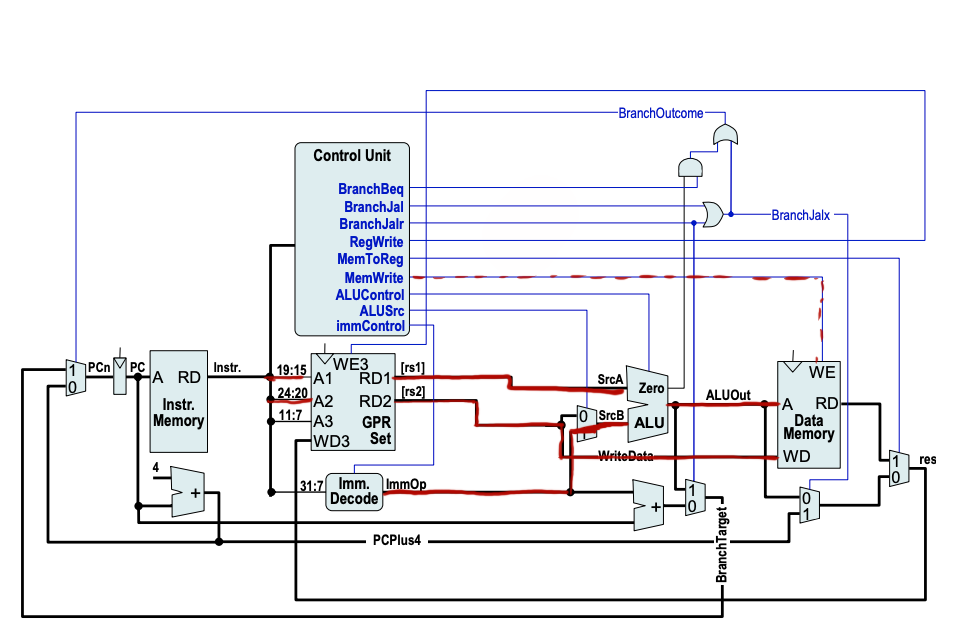 BranchOutcome
Control Unit
BranchBeq
BranchJal
BranchJalx
BranchJalr
RegWrite
MemToReg
MemWrite
ALUControl
ALUSrc
immControl
1 PCn PC
0
A RD
Instr.
Instr.
Memory
19:15
24:20
11:7
WE3
A1 RD1
A2 RD2
A3 GPR
WD3 Set
[rs1]
[rs2]
SrcA
Zero
0 SrcB
1
ALU
ALUOut
WE
A RD
Data
Memory
WD
WriteData
1
0
res
4
+
31:7
Imm.
Decode
ImmOp
+
1
0
0
1
PCPlus4
BranchTarget